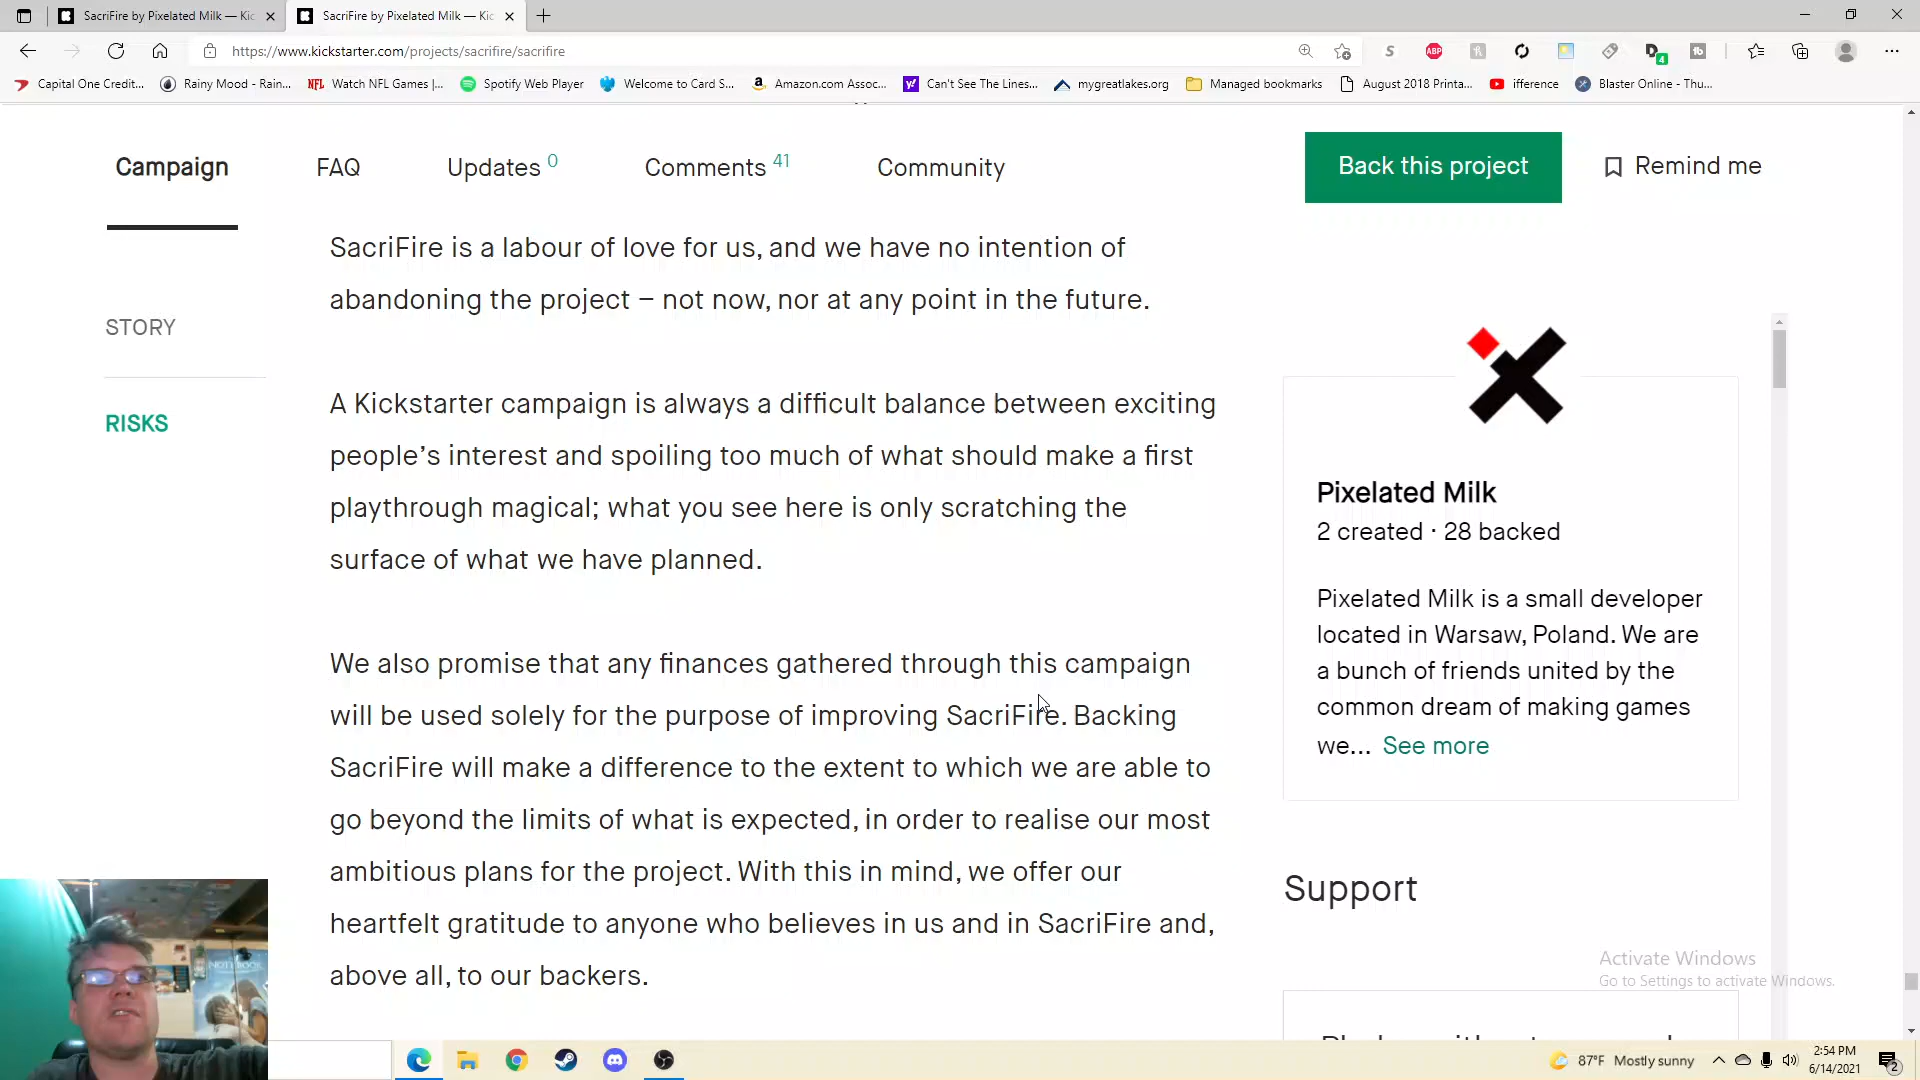 SacriFire by Pixelated Milk — Kic
SacriFire by Pixelated Milk — Kic
https://www.kickstarter.com/projects/sacrifire/sacrifire
ABP
4
Capital One Credit...
Rainy Mood - Rain...
NFL Watch NFL Games |...
Spotify Web Player
Welcome to Card S...
Amazon.com Assoc...
Can't See The Lines...
mygreatlakes.org
Managed bookmarks
August 2018 Printa...
ifference
Blaster Online - Thu...
Campaign
FAQ
Updates 0
Comments 41
Community
Back this project
Remind me
STORY
RISKS
SacriFire is a labour of love for us, and we have no intention of
abandoning the project – not now, nor at any point in the future.
A Kickstarter campaign is always a difficult balance between exciting
people’s interest and spoiling too much of what should make a first
playthrough magical; what you see here is only scratching the
surface of what we have planned.
We also promise that any finances gathered through this campaign
will be used solely for the purpose of improving SacriFire. Backing
SacriFire will make a difference to the extent to which we are able to
go beyond the limits of what is expected, in order to realise our most
ambitious plans for the project. With this in mind, we offer our
heartfelt gratitude to anyone who believes in us and in SacriFire and,
above all, to our backers.
Pixelated Milk
2 created · 28 backed
Pixelated Milk is a small developer
located in Warsaw, Poland. We are
a bunch of friends united by the
common dream of making games
we... See more
Support
Activate Windows
Go to Settings to activate Windows.
NOTEBOOK
87°F Mostly sunny
2:54 PM
6/14/2021
2